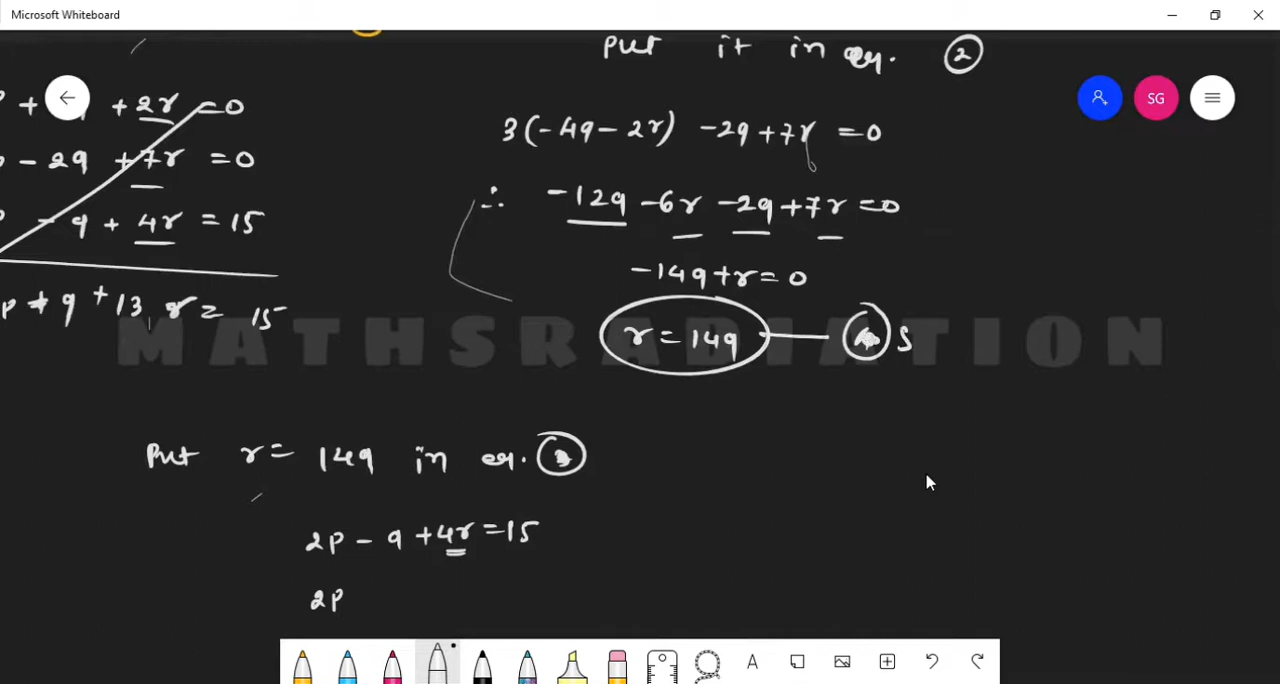 Microsoft Whiteboard
Put it in eq. 2
SG
+ +2r =0
- 2q +7r =0
- q + 4r = 15
p + q + 13 r = 15
3(-4q - 2r) -2q +7r =0
∴ -12q -6r -2q +7r =0
-14q + r = 0
r = 14q 5
MATHSRADIATION
Put r = 14q in eq. 3
2p - q + 4r = 15
2p